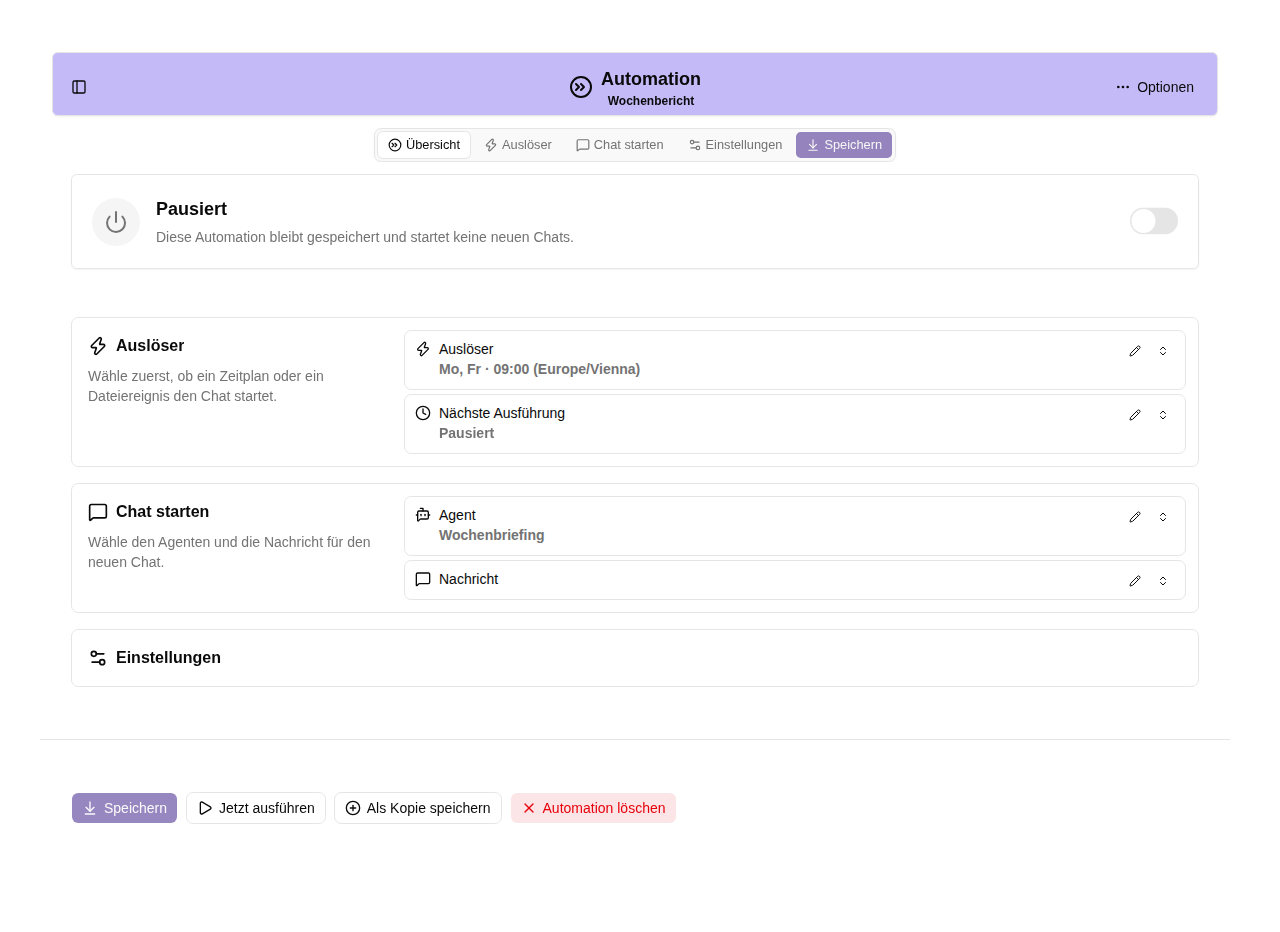 Automation
Wochenbericht
Optionen
Übersicht
Auslöser
Chat starten
Einstellungen
Speichern
Pausiert
Diese Automation bleibt gespeichert und startet keine neuen Chats.
Auslöser
Wähle zuerst, ob ein Zeitplan oder ein
Dateiereignis den Chat startet.
Auslöser
Mo, Fr · 09:00 (Europe/Vienna)
Nächste Ausführung
Pausiert
Chat starten
Wähle den Agenten und die Nachricht für den
neuen Chat.
Agent
Wochenbriefing
Nachricht
Einstellungen
Speichern
Jetzt ausführen
Als Kopie speichern
Automation löschen